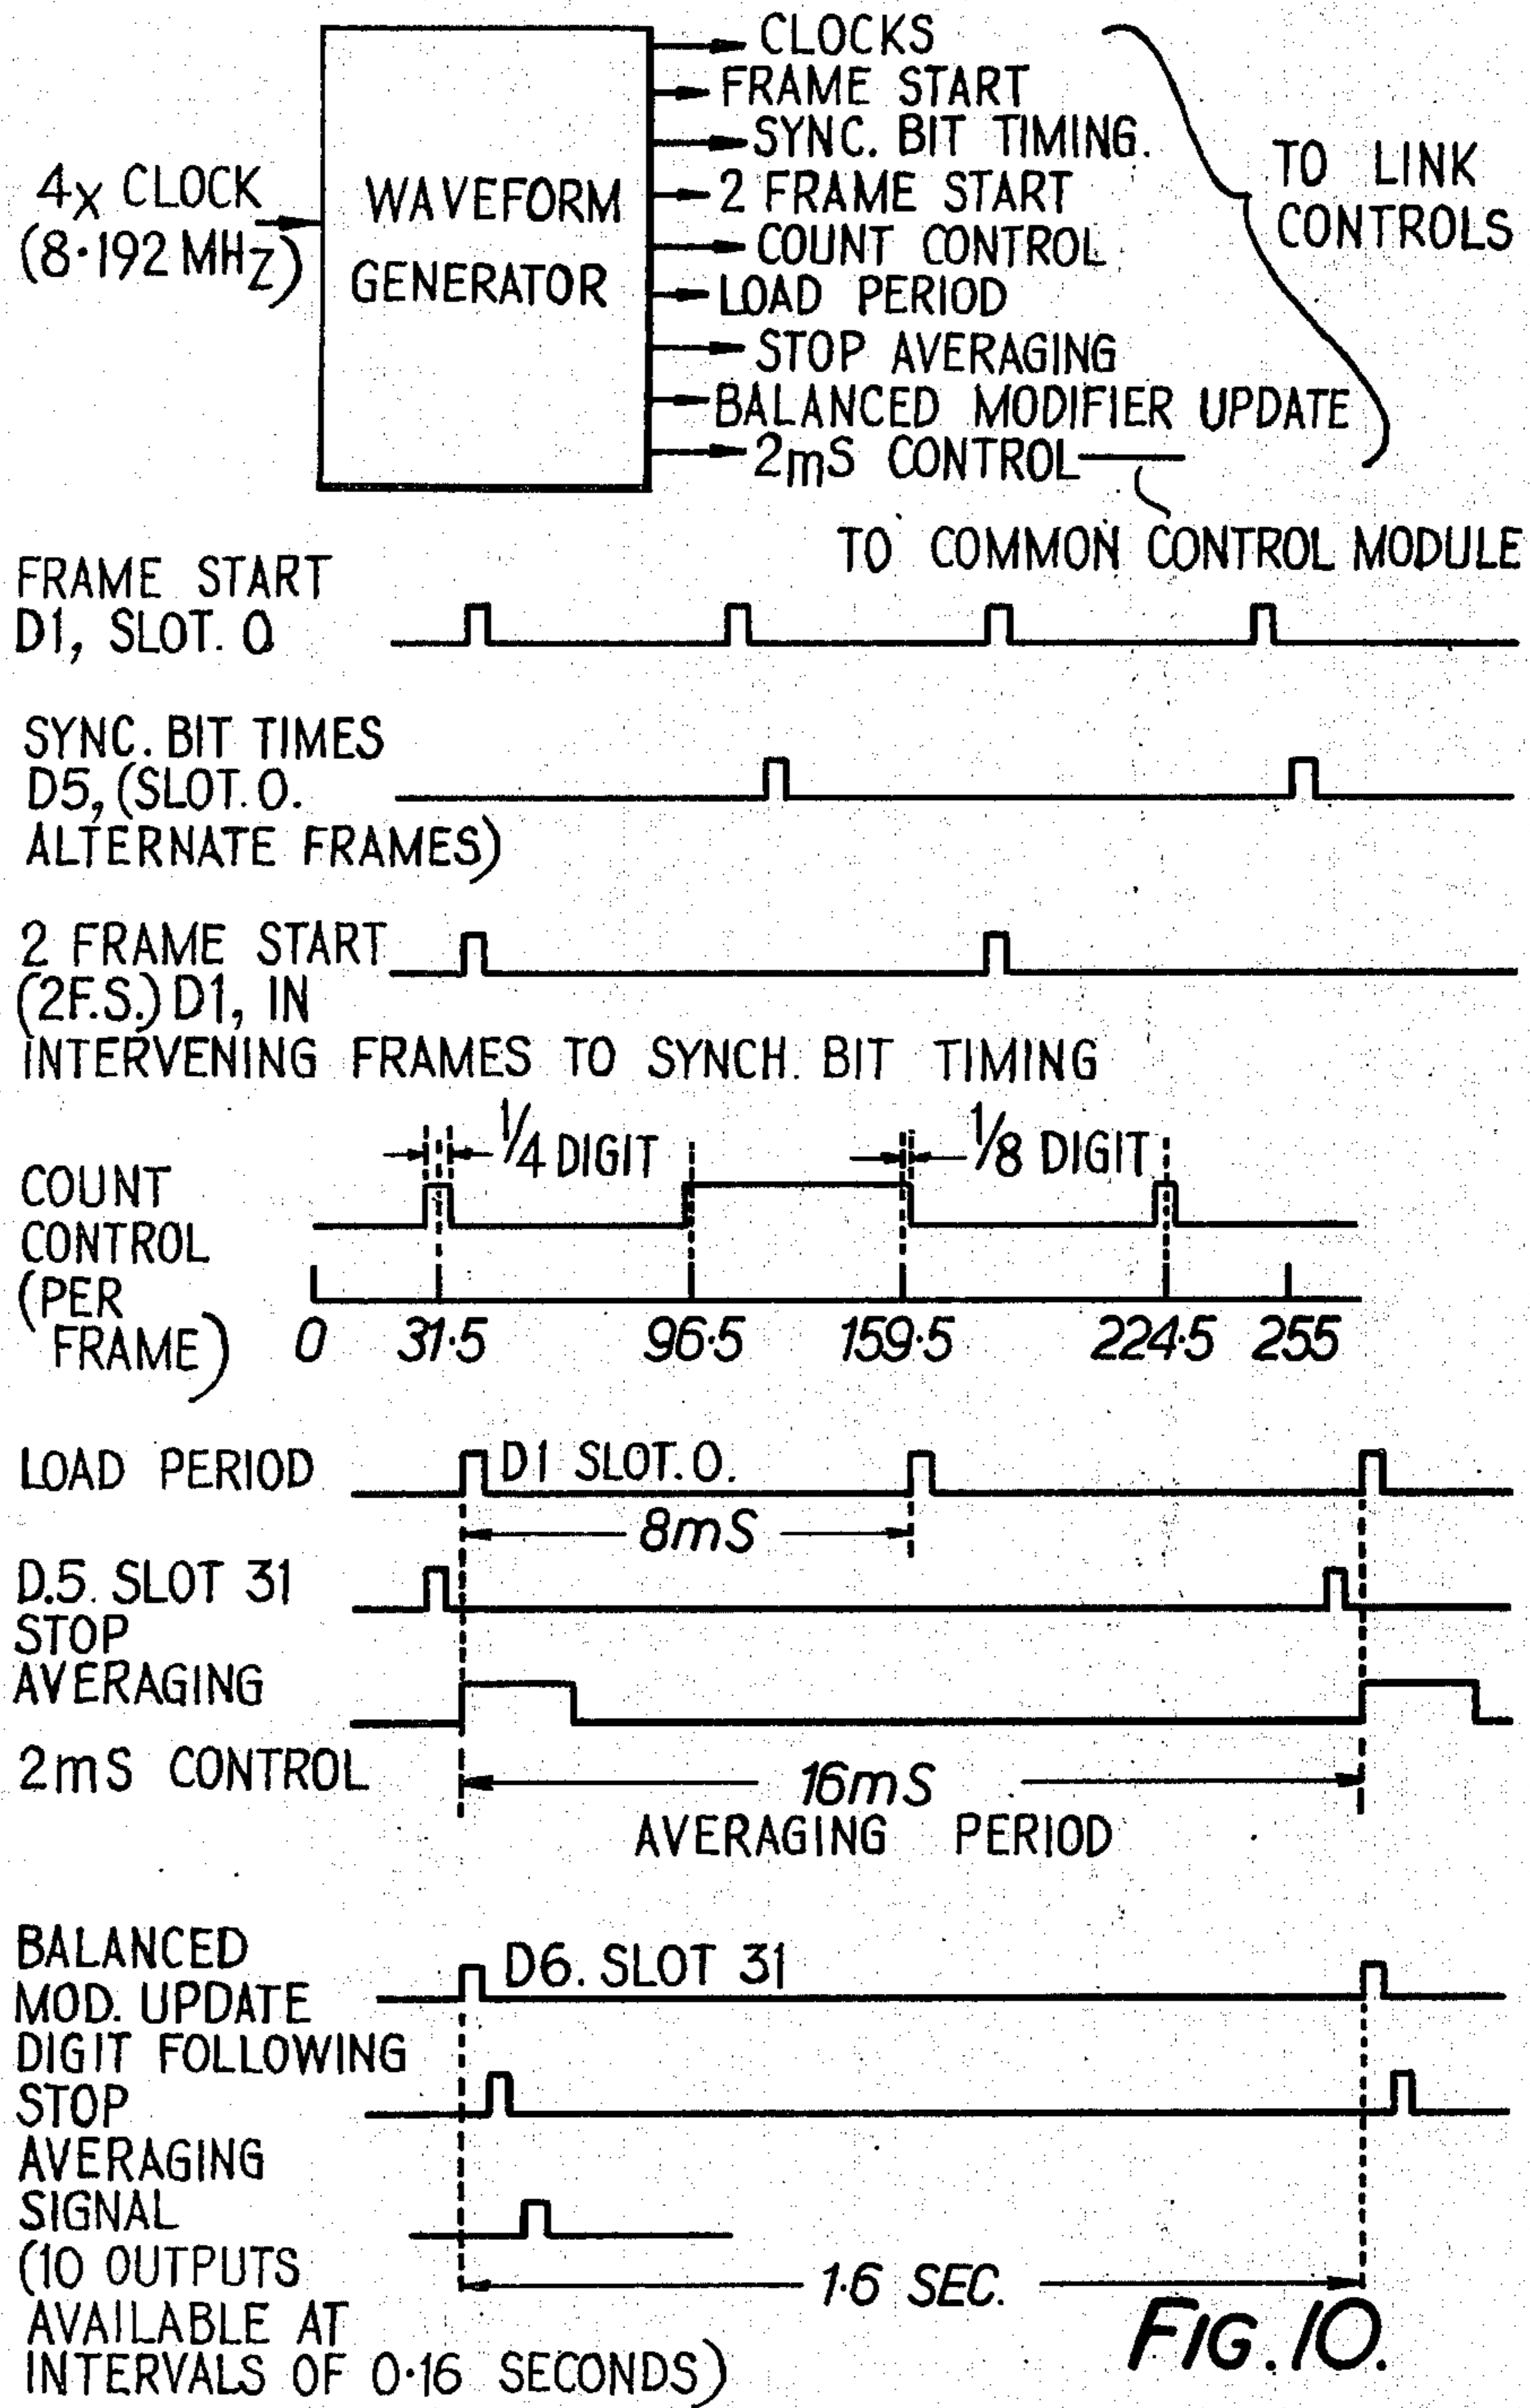 CLOCKS
FRAME START
SYNC. BIT TIMING.
4X CLOCK
(8·192 MHZ)
WAVEFORM
GENERATOR
2 FRAME START
COUNT CONTROL
LOAD PERIOD
STOP AVERAGING
BALANCED MODIFIER UPDATE
2mS CONTROL
TO LINK
CONTROLS
TO COMMON CONTROL MODULE
FRAME START
D1, SLOT. 0
SYNC. BIT TIMES
D5, (SLOT. 0.
ALTERNATE FRAMES)
2 FRAME START
(2F.S.) D1, IN
INTERVENING FRAMES TO SYNCH. BIT TIMING
COUNT
CONTROL
(PER
FRAME)
1/4 DIGIT
1/8 DIGIT
0 31·5 96·5 159·5 224·5 255
LOAD PERIOD
D1 SLOT. 0.
8mS
D.5. SLOT 31
STOP
AVERAGING
2mS CONTROL
16mS
AVERAGING PERIOD
BALANCED
MOD. UPDATE
D6. SLOT 31
DIGIT FOLLOWING
STOP
AVERAGING
SIGNAL
(10 OUTPUTS
AVAILABLE AT
INTERVALS OF 0·16 SECONDS)
1·6 SEC.
FIG. 10.